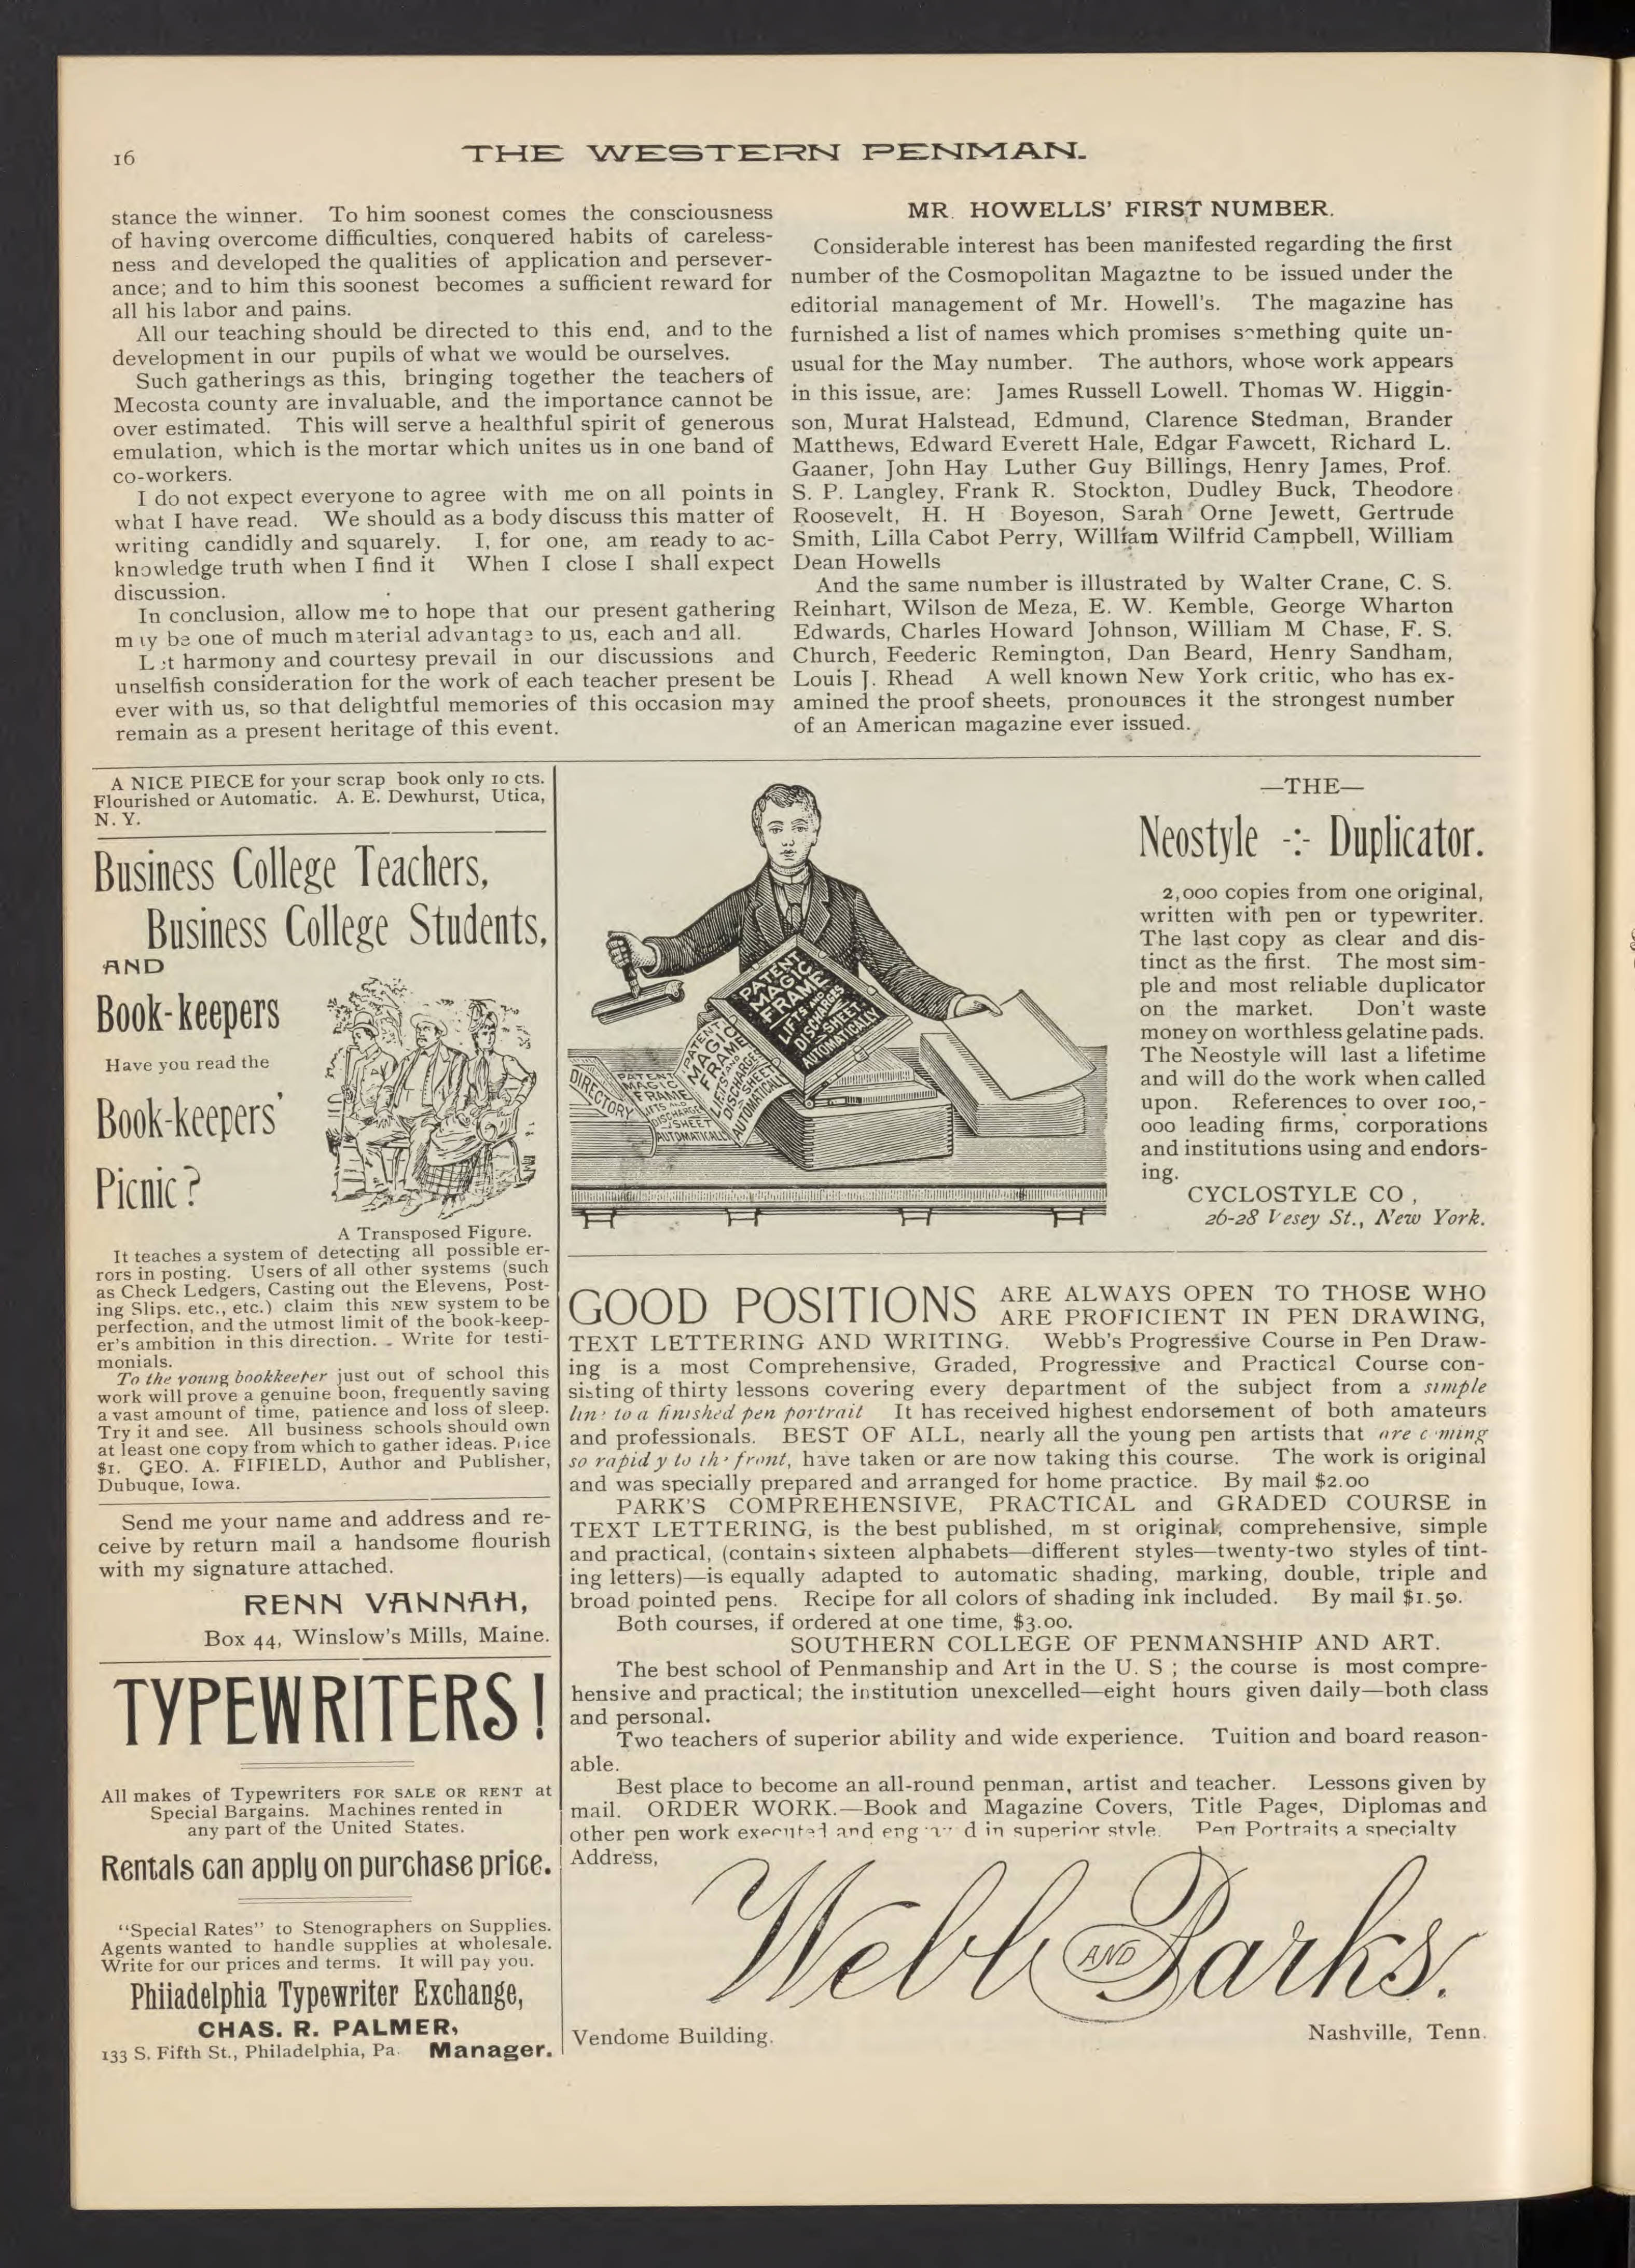 16
THE WESTERN PENMAN.
stance the winner. To him soonest comes the consciousness
of having overcome difficulties, conquered habits of careless-
ness and developed the qualities of application and persever-
ance; and to him this soonest becomes a sufficient reward for
all his labor and pains.
All our teaching should be directed to this end, and to the
development in our pupils of what we would be ourselves.
Such gatherings as this, bringing together the teachers of
Mecosta county are invaluable, and the importance cannot be
over estimated. This will serve a healthful spirit of generous
emulation, which is the mortar which unites us in one band of
co-workers.
I do not expect everyone to agree with me on all points in
what I have read. We should as a body discuss this matter of
writing candidly and squarely. I, for one, am ready to ac-
knowledge truth when I find it When I close I shall expect
discussion.
In conclusion, allow me to hope that our present gathering
may be one of much material advantage to us, each and all.
Let harmony and courtesy prevail in our discussions and
unselfish consideration for the work of each teacher present be
ever with us, so that delightful memories of this occasion may
remain as a present heritage of this event.
MR. HOWELLS' FIRST NUMBER.
Considerable interest has been manifested regarding the first
number of the Cosmopolitan Magaztne to be issued under the
editorial management of Mr. Howell's. The magazine has
furnished a list of names which promises something quite un-
usual for the May number. The authors, whose work appears
in this issue, are: James Russell Lowell. Thomas W. Higgin-
son, Murat Halstead, Edmund, Clarence Stedman, Brander
Matthews, Edward Everett Hale, Edgar Fawcett, Richard L.
Gaaner, John Hay Luther Guy Billings, Henry James, Prof.
S. P. Langley, Frank R. Stockton, Dudley Buck, Theodore
Roosevelt, H. H Boyeson, Sarah Orne Jewett, Gertrude
Smith, Lilla Cabot Perry, William Wilfrid Campbell, William
Dean Howells
And the same number is illustrated by Walter Crane, C. S.
Reinhart, Wilson de Meza, E. W. Kemble, George Wharton
Edwards, Charles Howard Johnson, William M Chase, F. S.
Church, Feederic Remington, Dan Beard, Henry Sandham,
Louis J. Rhead A well known New York critic, who has ex-
amined the proof sheets, pronounces it the strongest number
of an American magazine ever issued.
A NICE PIECE for your scrap book only 10 cts.
Flourished or Automatic. A. E. Dewhurst, Utica,
N. Y.
Business College Teachers,
Business College Students,
AND
Book-keepers
Have you read the
Book-keepers'
Picnic?
A Transposed Figure.
It teaches a system of detecting all possible er-
rors in posting. Users of all other systems (such
as Check Ledgers, Casting out the Elevens, Post-
ing Slips, etc., etc.) claim this NEW system to be
perfection, and the utmost limit of the book-keep-
er's ambition in this direction. Write for testi-
monials.
To the young bookkeeper just out of school this
work will prove a genuine boon, frequently saving
a vast amount of time, patience and loss of sleep.
Try it and see. All business schools should own
at least one copy from which to gather ideas. Price
$1. GEO. A. FIFIELD, Author and Publisher,
Dubuque, Iowa.
Send me your name and address and re-
ceive by return mail a handsome flourish
with my signature attached.
RENN VANNAH,
Box 44, Winslow's Mills, Maine.
TYPEWRITERS!
All makes of Typewriters FOR SALE OR RENT at
Special Bargains. Machines rented in
any part of the United States.
Rentals can apply on purchase price.
"Special Rates" to Stenographers on Supplies.
Agents wanted to handle supplies at wholesale.
Write for our prices and terms. It will pay you.
Phiiadelphia Typewriter Exchange,
CHAS. R. PALMER,
133 S. Fifth St., Philadelphia, Pa. Manager.
PATENT
MAGIC
FRAME
LIFTS AND
DISCHARGES
SHEET
AUTOMATICALLY
PATENT
MAGIC
FRAME
LIFTS AND
DISCHARGES
SHEET
AUTOMATICALLY
DIRECTORY
PATENT
MAGIC
FRAME
LIFTS AND
DISCHARGE
SHEET
AUTOMATICALL
—THE—
Neostyle -:- Duplicator.
2,000 copies from one original,
written with pen or typewriter.
The last copy as clear and dis-
tinct as the first. The most sim-
ple and most reliable duplicator
on the market. Don't waste
money on worthless gelatine pads.
The Neostyle will last a lifetime
and will do the work when called
upon. References to over 100,-
000 leading firms, corporations
and institutions using and endors-
ing.
CYCLOSTYLE CO,
26-28 Vesey St., New York.
GOOD POSITIONS ARE ALWAYS OPEN TO THOSE WHO
ARE PROFICIENT IN PEN DRAWING,
TEXT LETTERING AND WRITING. Webb's Progressive Course in Pen Draw-
ing is a most Comprehensive, Graded, Progressive and Practical Course con-
sisting of thirty lessons covering every department of the subject from a simple
line to a finished pen portrait It has received highest endorsement of both amateurs
and professionals. BEST OF ALL, nearly all the young pen artists that are coming
so rapidly to the front, have taken or are now taking this course. The work is original
and was specially prepared and arranged for home practice. By mail $2.00
PARK'S COMPREHENSIVE, PRACTICAL and GRADED COURSE in
TEXT LETTERING, is the best published, m st original, comprehensive, simple
and practical, (contains sixteen alphabets—different styles—twenty-two styles of tint-
ing letters)—is equally adapted to automatic shading, marking, double, triple and
broad pointed pens. Recipe for all colors of shading ink included. By mail $1.50.
Both courses, if ordered at one time, $3.00.
SOUTHERN COLLEGE OF PENMANSHIP AND ART.
The best school of Penmanship and Art in the U. S ; the course is most compre-
hensive and practical; the institution unexcelled—eight hours given daily—both class
and personal.
Two teachers of superior ability and wide experience. Tuition and board reason-
able.
Best place to become an all-round penman, artist and teacher. Lessons given by
mail. ORDER WORK.—Book and Magazine Covers, Title Pages, Diplomas and
other pen work executed and engraved in superior style. Pen Portraits a specialty
Address,
Webb AND Parks.
Vendome Building. Nashville, Tenn.